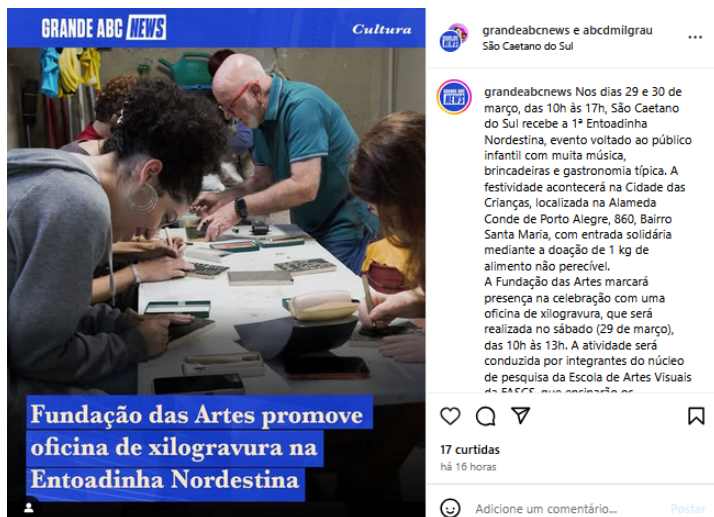 GRANDE ABC NEWS
Cultura
Fundação das Artes promove
oficina de xilogravura na
Entoadinha Nordestina
grandeabcnews e abcdmilgrau
São Caetano do Sul
grandeabcnews Nos dias 29 e 30 de
março, das 10h às 17h, São Caetano
do Sul recebe a 1ª Entoadinha
Nordestina, evento voltado ao público
infantil com muita música,
brincadeiras e gastronomia típica. A
festividade acontecerá na Cidade das
Crianças, localizada na Alameda
Conde de Porto Alegre, 860, Bairro
Santa Maria, com entrada solidária
mediante a doação de 1 kg de
alimento não perecível.
A Fundação das Artes marcará
presença na celebração com uma
oficina de xilogravura, que será
realizada no sábado (29 de março),
das 10h às 13h. A atividade será
conduzida por integrantes do núcleo
de pesquisa da Escola de Artes Visuais
da FASCS, que ensinarão os
17 curtidas
há 16 horas
Adicione um comentário...
Postar